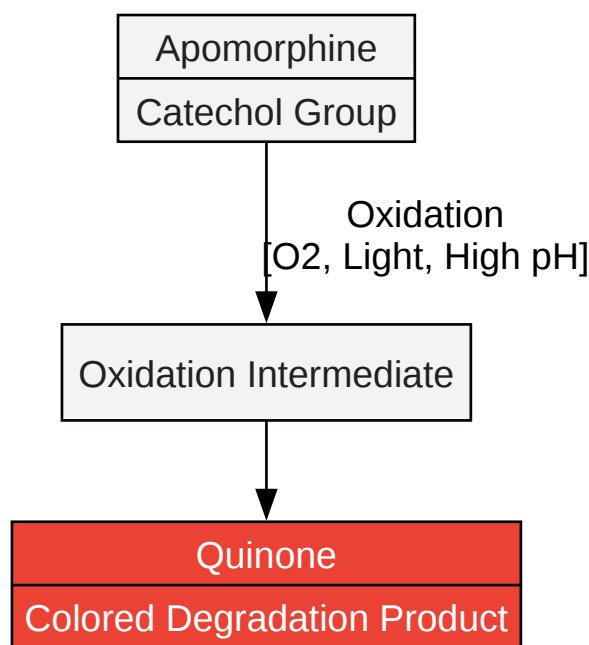 Apomorphine
Catechol Group
Oxidation
[O2, Light, High pH]
Oxidation Intermediate
Quinone
Colored Degradation Product